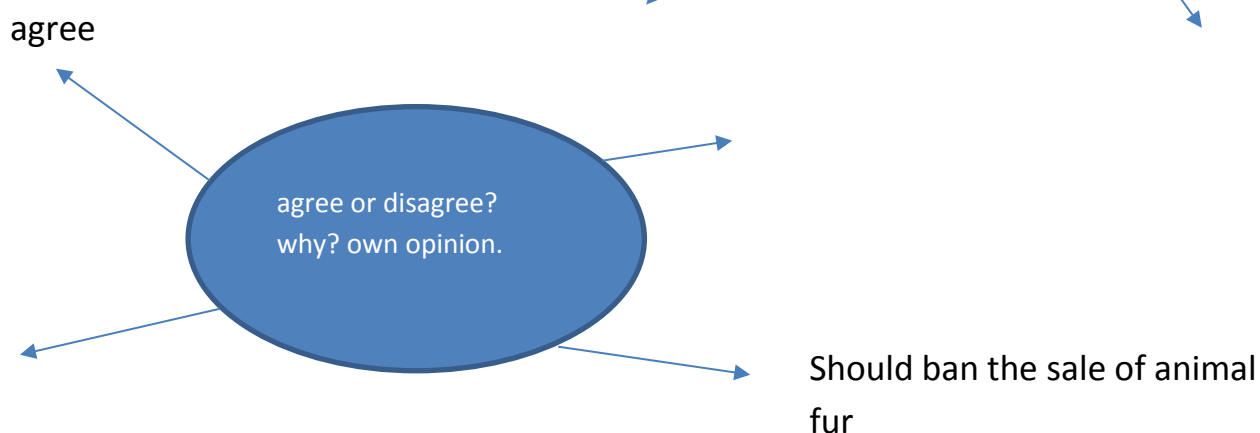 agree
agree or disagree?
why? own opinion.
Should ban the sale of animal
fur